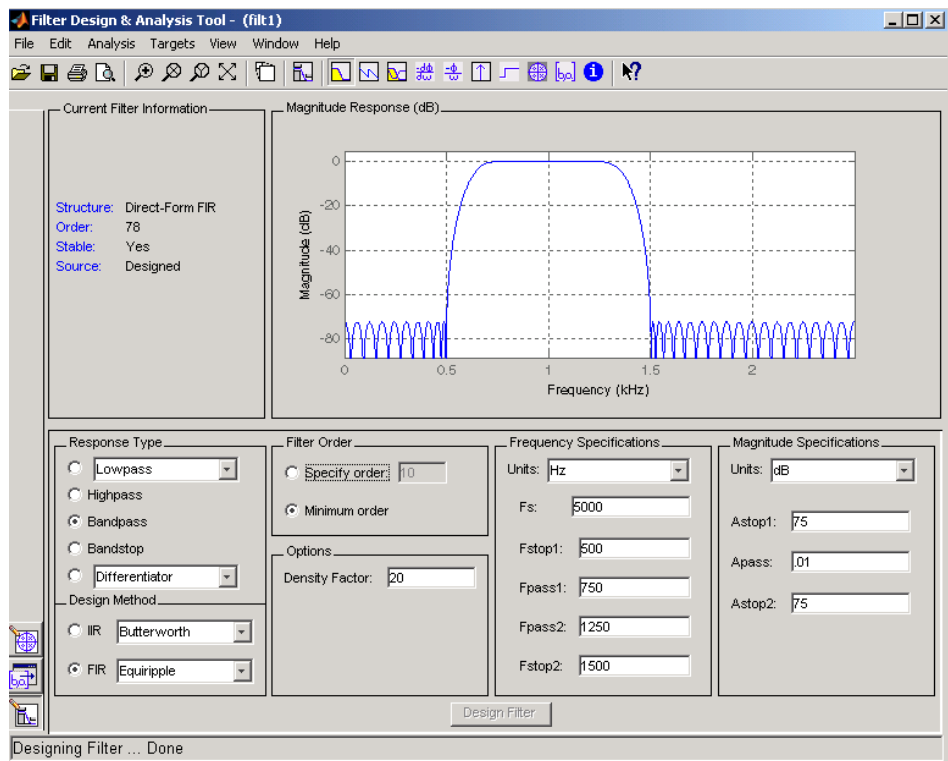 Filter Design & Analysis Tool - (filt1)
File Edit Analysis Targets View Window Help
Current Filter Information
Structure: Direct-Form FIR
Order: 78
Stable: Yes
Source: Designed
Magnitude Response (dB)
Magnitude (dB)
0
-20
-40
-60
-80
0 0.5 1 1.5 2
Frequency (kHz)
Response Type
Lowpass
Highpass
Bandpass
Bandstop
Differentiator
Design Method
IIR Butterworth
FIR Equiripple
Filter Order
Specify order: 10
Minimum order
Options
Density Factor: 20
Frequency Specifications
Units: Hz
Fs: 5000
Fstop1: 500
Fpass1: 750
Fpass2: 1250
Fstop2: 1500
Magnitude Specifications
Units: dB
Astop1: 75
Apass: .01
Astop2: 75
Design Filter
Designing Filter ... Done